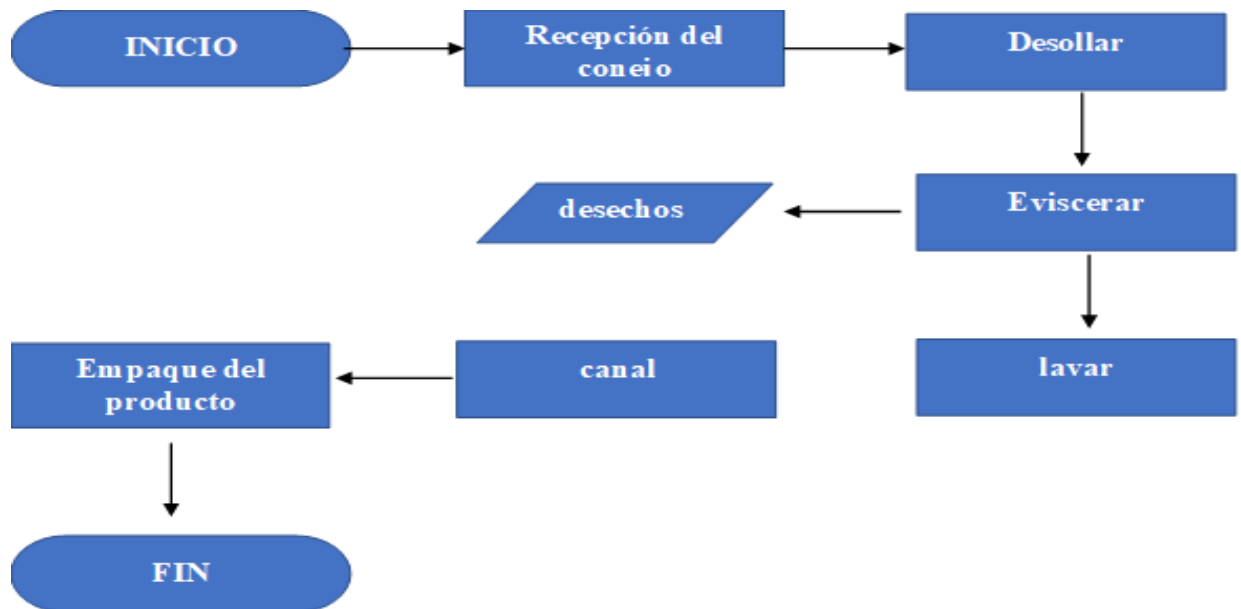 INICIO
Recepción del
conejo
Desollar
Eviscerar
desechos
lavar
canal
Empaque del
producto
FIN